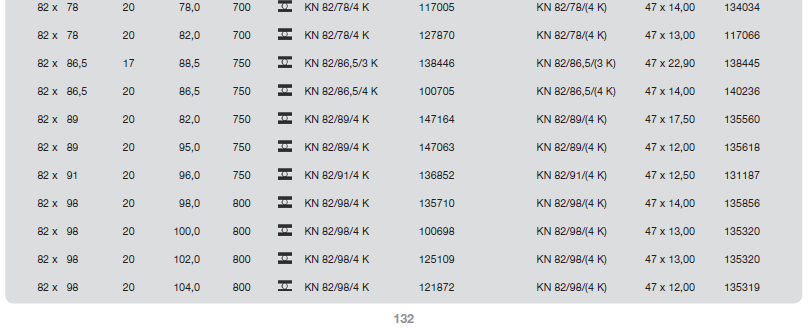 82 x 78 20 78,0 700 KN 82/78/4 K 117005 KN 82/78/(4 K) 47 x 14,00 134034
82 x 78 20 82,0 700 KN 82/78/4 K 127870 KN 82/78/(4 K) 47 x 13,00 117066
82 x 86,5 17 88,5 750 KN 82/86,5/3 K 138446 KN 82/86,5/(3 K) 47 x 22,90 138445
82 x 86,5 20 86,5 750 KN 82/86,5/4 K 100705 KN 82/86,5/(4 K) 47 x 14,00 140236
82 x 89 20 82,0 750 KN 82/89/4 K 147164 KN 82/89/(4 K) 47 x 17,50 135560
82 x 89 20 95,0 750 KN 82/89/4 K 147063 KN 82/89/(4 K) 47 x 12,00 135618
82 x 91 20 96,0 750 KN 82/91/4 K 136852 KN 82/91/(4 K) 47 x 12,50 131187
82 x 98 20 98,0 800 KN 82/98/4 K 135710 KN 82/98/(4 K) 47 x 14,00 135856
82 x 98 20 100,0 800 KN 82/98/4 K 100698 KN 82/98/(4 K) 47 x 13,00 135320
82 x 98 20 102,0 800 KN 82/98/4 K 125109 KN 82/98/(4 K) 47 x 13,00 135320
82 x 98 20 104,0 800 KN 82/98/4 K 121872 KN 82/98/(4 K) 47 x 12,00 135319
132